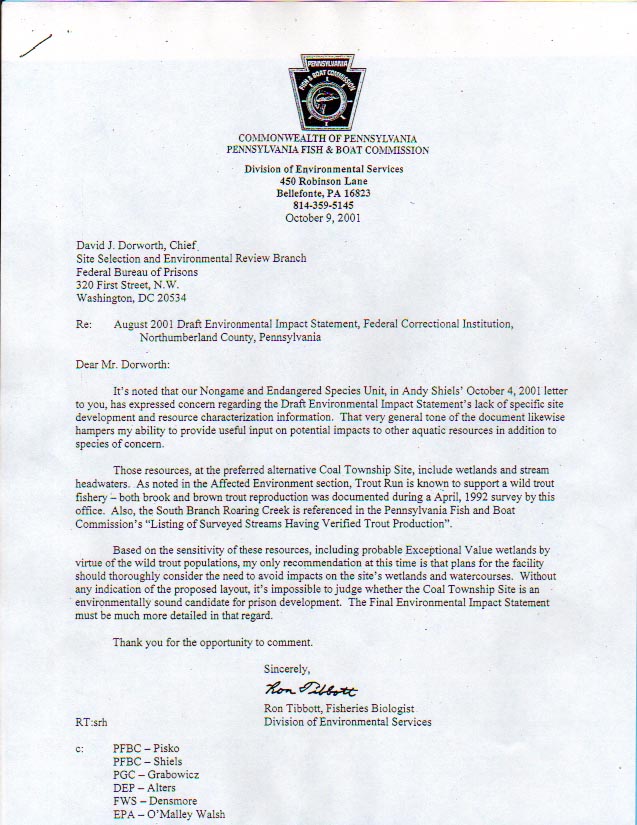 PENNSYLVANIA
FISH & BOAT COMMISSION
COMMONWEALTH OF PENNSYLVANIA
PENNSYLVANIA FISH & BOAT COMMISSION
Division of Environmental Services
450 Robinson Lane
Bellefonte, PA 16823
814-359-5145
October 9, 2001
David J. Dorworth, Chief
Site Selection and Environmental Review Branch
Federal Bureau of Prisons
320 First Street, N.W.
Washington, DC 20534
Re: August 2001 Draft Environmental Impact Statement, Federal Correctional Institution,
Northumberland County, Pennsylvania
Dear Mr. Dorworth:
It's noted that our Nongame and Endangered Species Unit, in Andy Shiels' October 4, 2001 letter
to you, has expressed concern regarding the Draft Environmental Impact Statement's lack of specific site
development and resource characterization information. That very general tone of the document likewise
hampers my ability to provide useful input on potential impacts to other aquatic resources in addition to
species of concern.
Those resources, at the preferred alternative Coal Township Site, include wetlands and stream
headwaters. As noted in the Affected Environment section, Trout Run is known to support a wild trout
fishery – both brook and brown trout reproduction was documented during a April, 1992 survey by this
office. Also, the South Branch Roaring Creek is referenced in the Pennsylvania Fish and Boat
Commission's "Listing of Surveyed Streams Having Verified Trout Production".
Based on the sensitivity of these resources, including probable Exceptional Value wetlands by
virtue of the wild trout populations, my only recommendation at this time is that plans for the facility
should thoroughly consider the need to avoid impacts on the site's wetlands and watercourses. Without
any indication of the proposed layout, it's impossible to judge whether the Coal Township Site is an
environmentally sound candidate for prison development. The Final Environmental Impact Statement
must be much more detailed in that regard.
Thank you for the opportunity to comment.
Sincerely,
Ron Tibbott
Ron Tibbott, Fisheries Biologist
RT:srh Division of Environmental Services
c: PFBC – Pisko
PFBC – Shiels
PGC – Grabowicz
DEP – Alters
FWS – Densmore
EPA – O'Malley Walsh